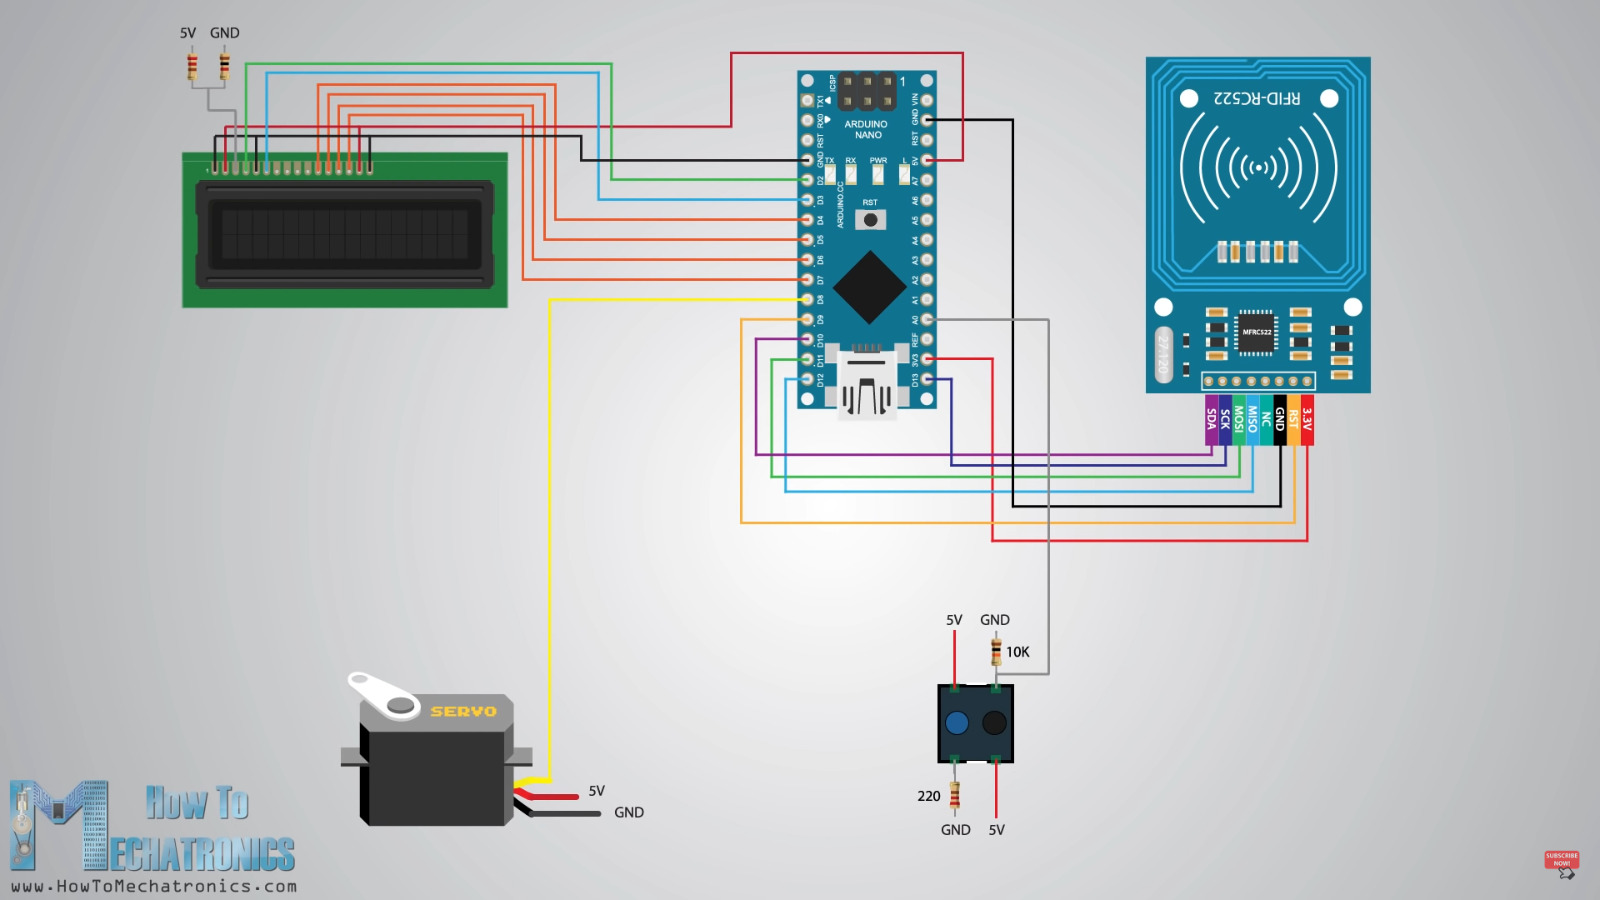 5V GND
ICSP
1
TX1
RX0
RST
GND
D2
D3
D4
D5
D6
D7
D8
D9
D10
D11
D12
VIN
GND
RST
5V
A7
A6
A5
A4
A3
A2
A1
A0
REF
3V3
D13
ARDUINO
NANO
TX RX PWR L
ARDUINO.CC
RST
RFID-RC522
MFRC522
27.120
SDA
SCK
MOSI
MISO
NC
GND
RST
3.3V
1
5V GND
10K
220
GND 5V
SERVO
5V
GND
How To
MECHATRONICS
www.HowToMechatronics.com
SUBSCRIBE
NOW!